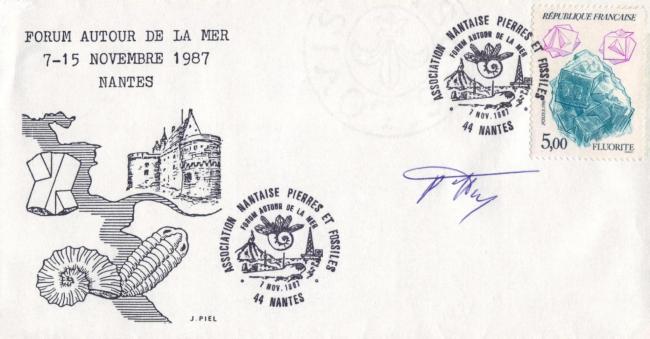 FORUM AUTOUR DE LA MER
7-15 NOVEMBRE 1987
NANTES
ASSOCIATION NANTAISE PIERRES ET FOSSILES
FORUM AUTOUR DE LA MER
7 NOV. 1987
44 NANTES
RÉPUBLIQUE FRANÇAISE
5,00 FLUORITE
ASSOCIATION NANTAISE PIERRES ET FOSSILES
FORUM AUTOUR DE LA MER
7 NOV. 1987
44 NANTES
J. PIEL